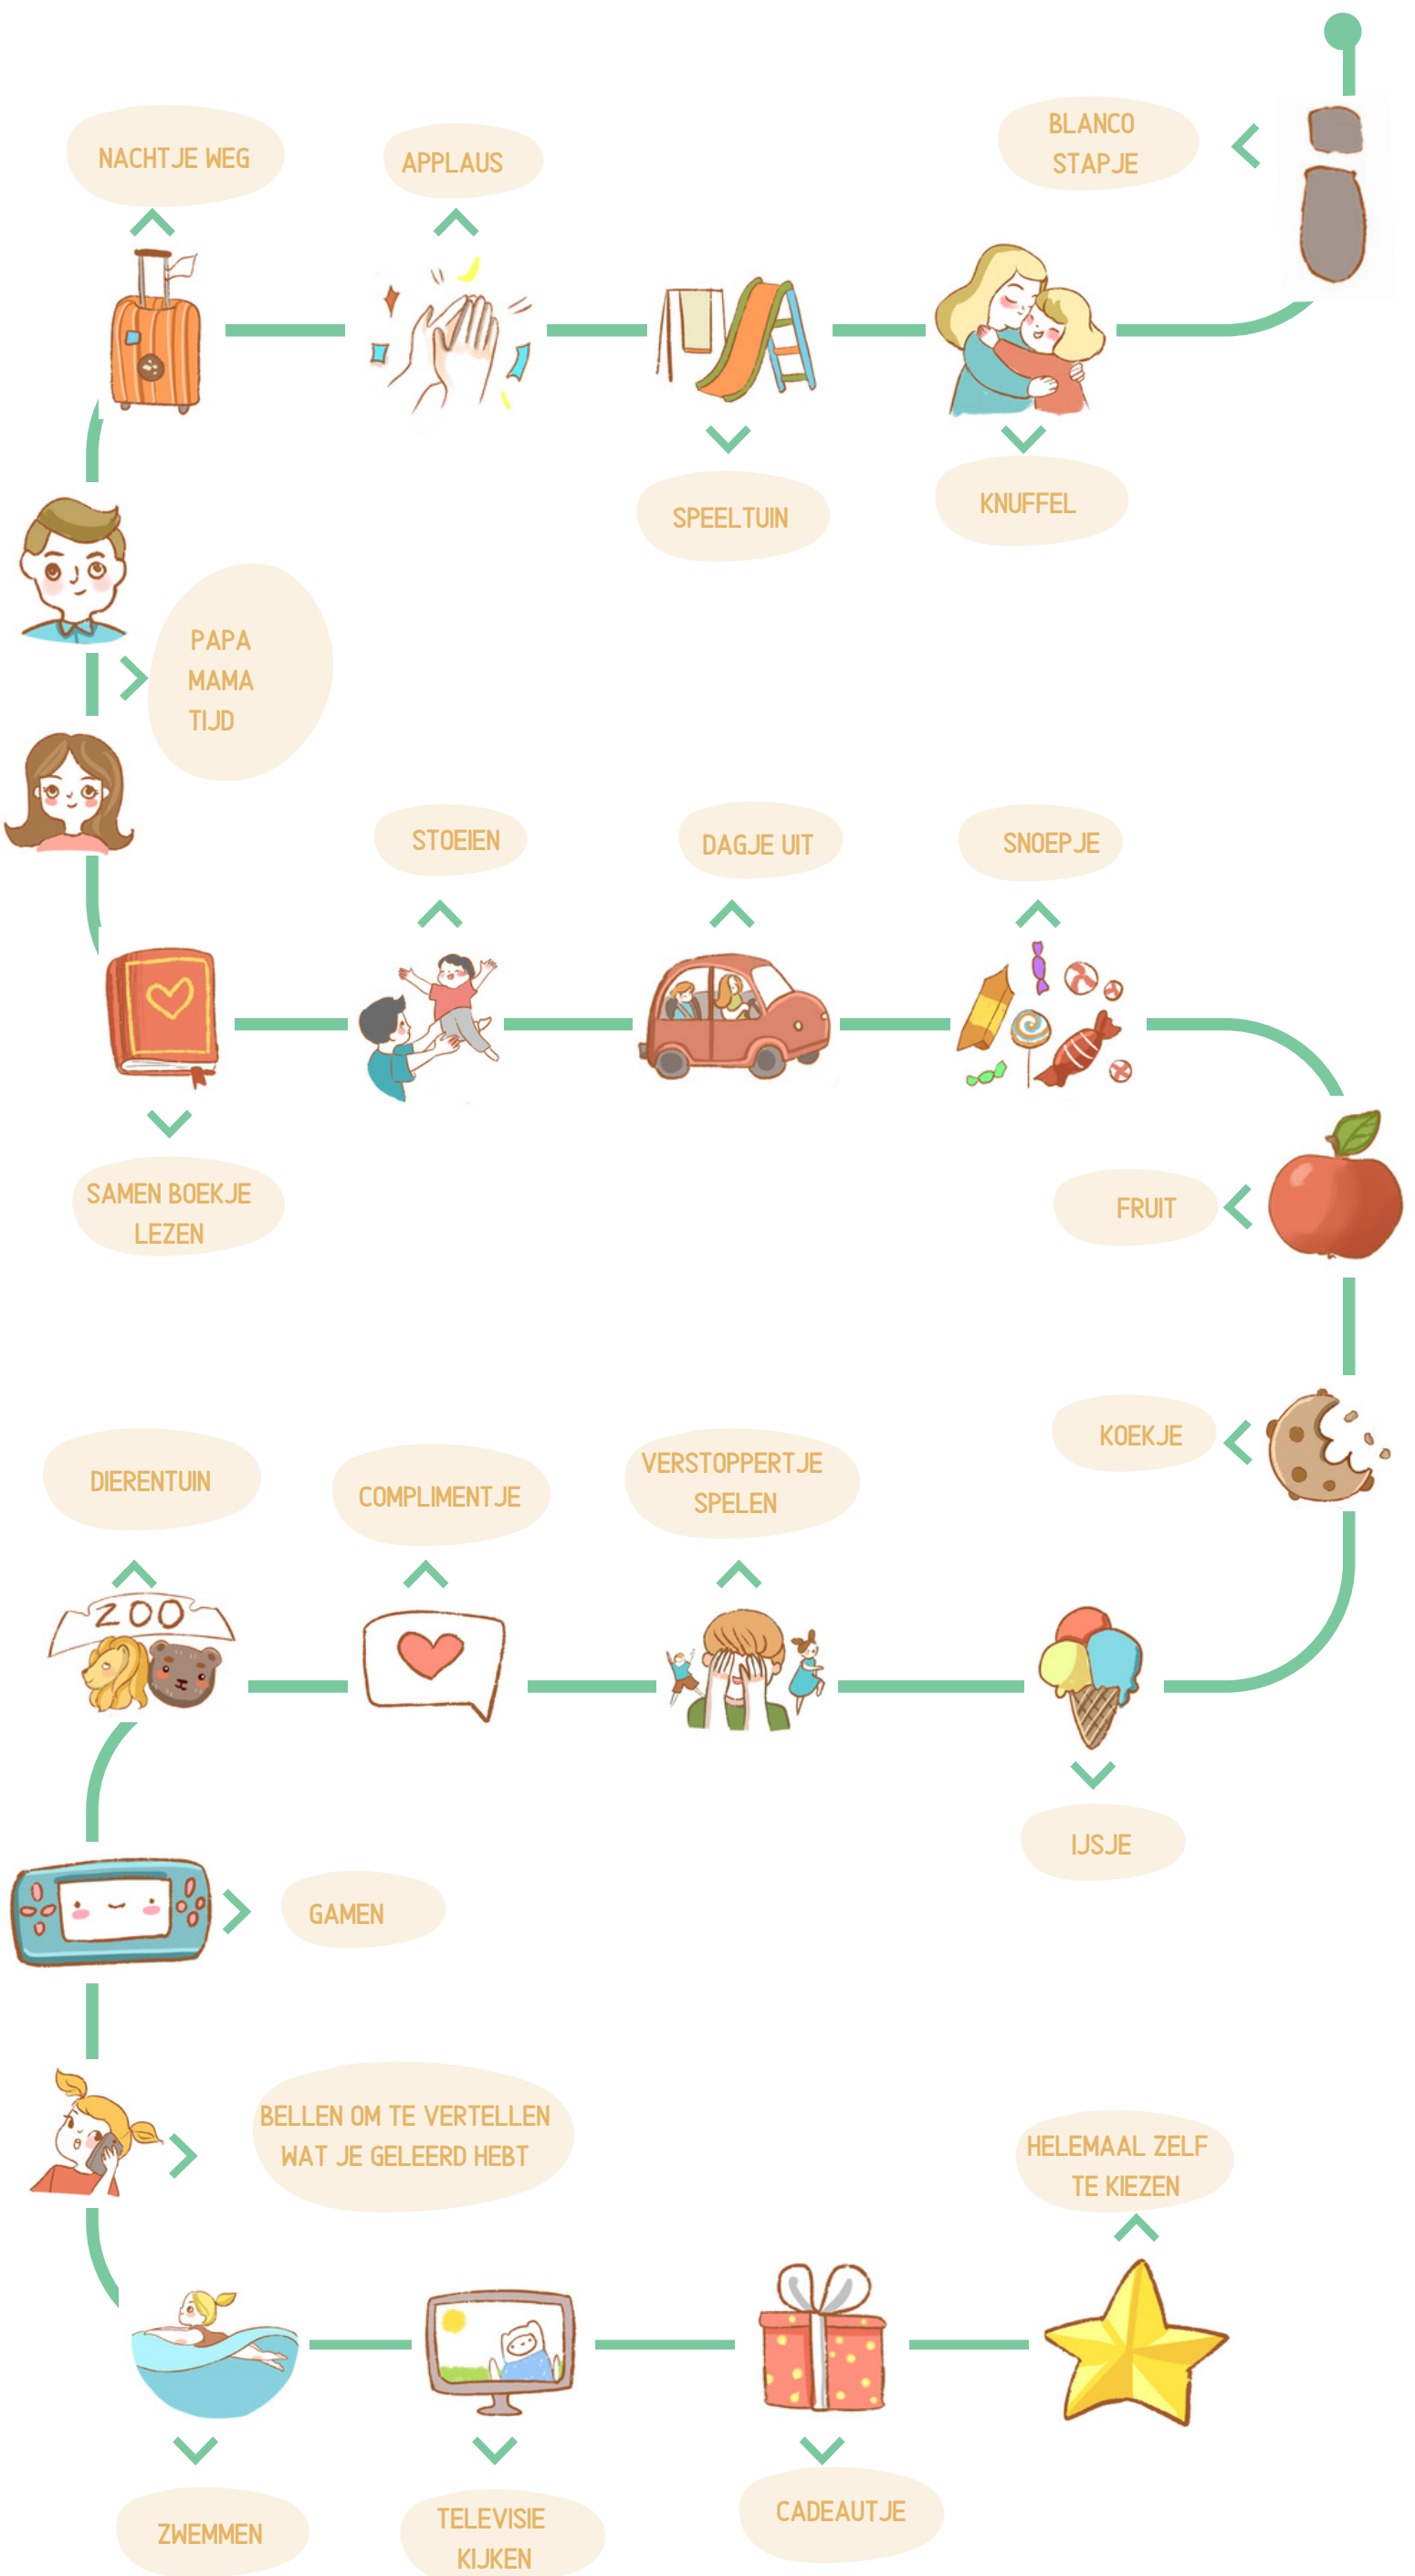 BLANCO
STAPJE
NACHTJE WEG
APPLAUS
SPEELTUIN
KNUFFEL
PAPA
MAMA
TIJD
STOEIEN
DAGJE UIT
SNOEPJE
SAMEN BOEKJE
LEZEN
FRUIT
KOEKJE
DIERENTUIN
COMPLIMENTJE
VERSTOPPERTJE
SPELEN
ZOO
IJSJE
GAMEN
BELLEN OM TE VERTELLEN
WAT JE GELEERD HEBT
HELEMAAL ZELF
TE KIEZEN
ZWEMMEN
TELEVISIE
KIJKEN
CADEAUTJE